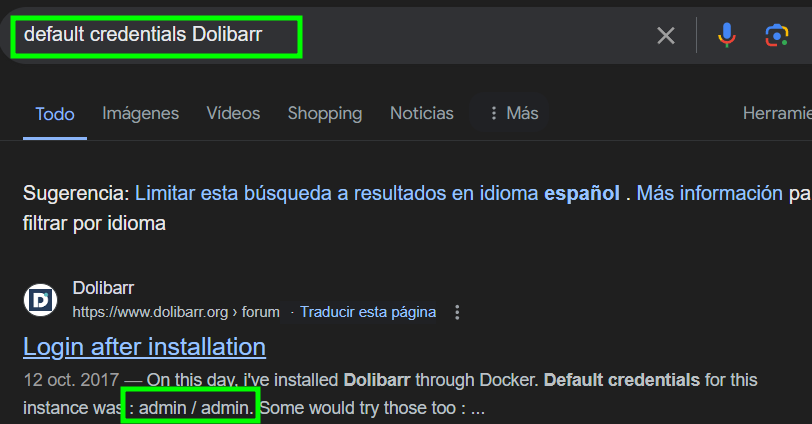 default credentials Dolibarr
Todo Imágenes Vídeos Shopping Noticias Más Herramie
Sugerencia: Limitar esta búsqueda a resultados en idioma español . Más información pa
filtrar por idioma
Dolibarr
https://www.dolibarr.org › forum · Traducir esta página
Login after installation
12 oct. 2017 — On this day, i've installed Dolibarr through Docker. Default credentials for this
instance was : admin / admin. Some would try those too : ...